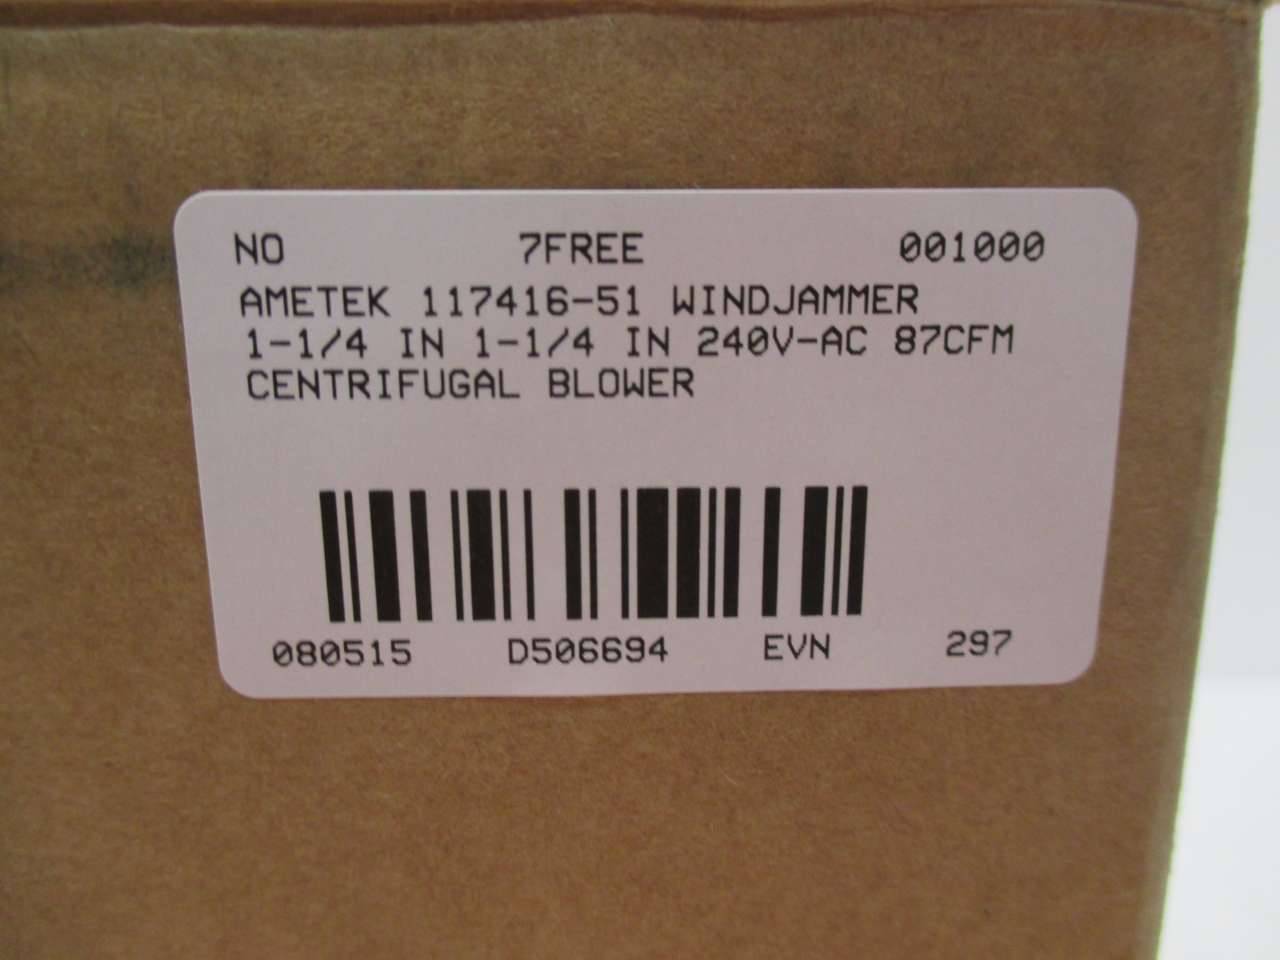 NO 7FREE 001000
AMETEK 117416-51 WINDJAMMER
1-1/4 IN 1-1/4 IN 240V-AC 87CFM
CENTRIFUGAL BLOWER
080515 D506694 EVN 297